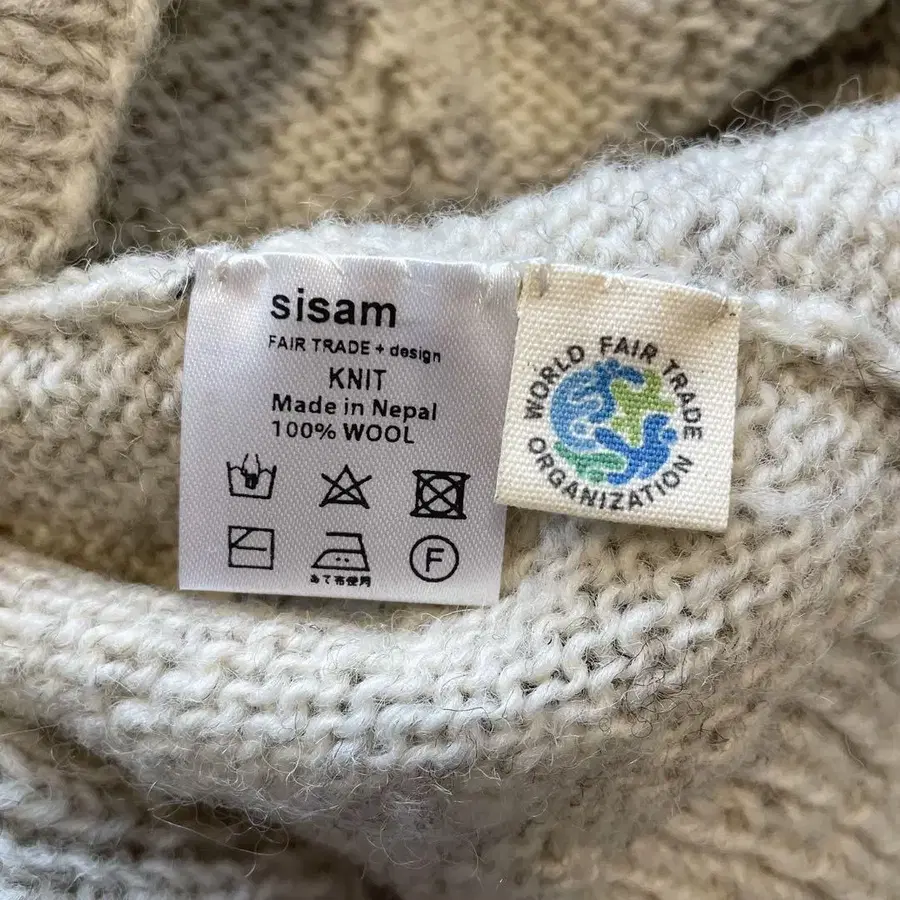 sisam
FAIR TRADE + design
KNIT
Made in Nepal
100% WOOL
あて布使用
F
WORLD FAIR TRADE
ORGANIZATION